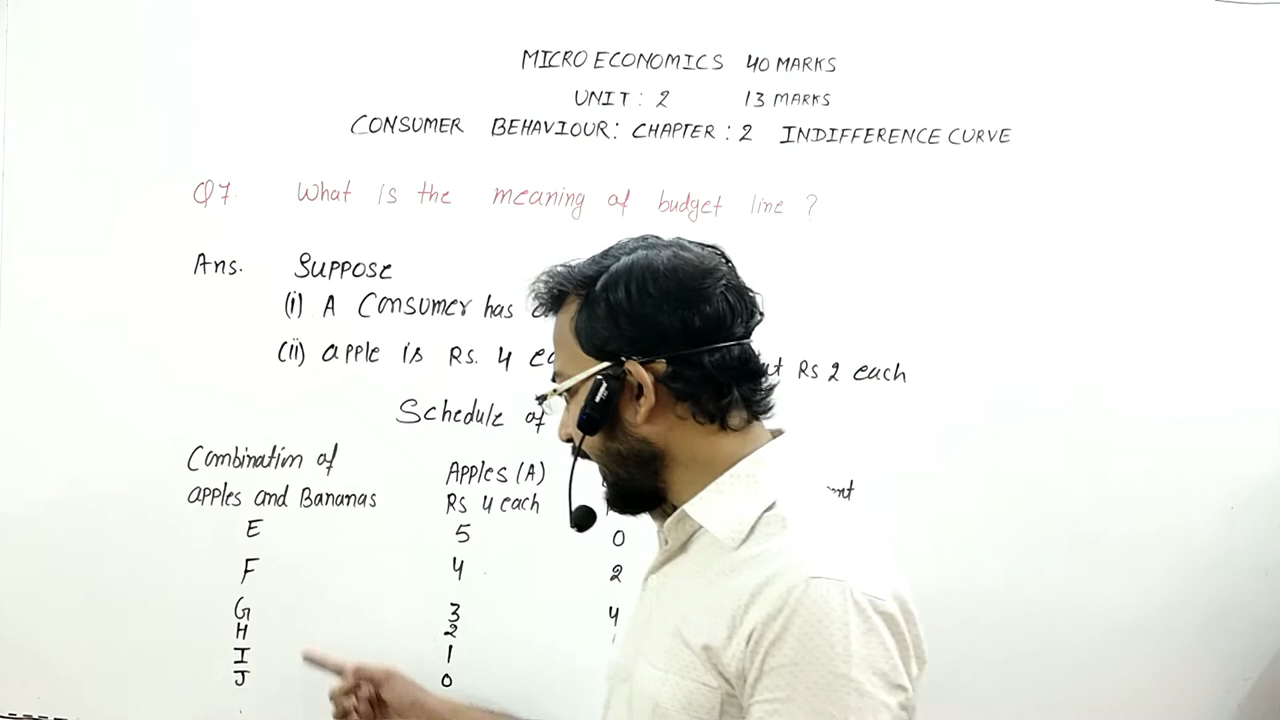 MICRO ECONOMICS 40 MARKS
UNIT : 2 13 MARKS
CONSUMER BEHAVIOUR: CHAPTER : 2 INDIFFERENCE CURVE
Q7. What is the meaning of budget line ?
Ans. SUPPOSE
(i) A Consumer has
(ii) apple is Rs. 4 Rs 2 each
Schedule of
Combination of
apples and Bananas
Apples (A)
Rs 4 each
E 5 0
F 4 2
G 3 4
H 2
I 1
J 0